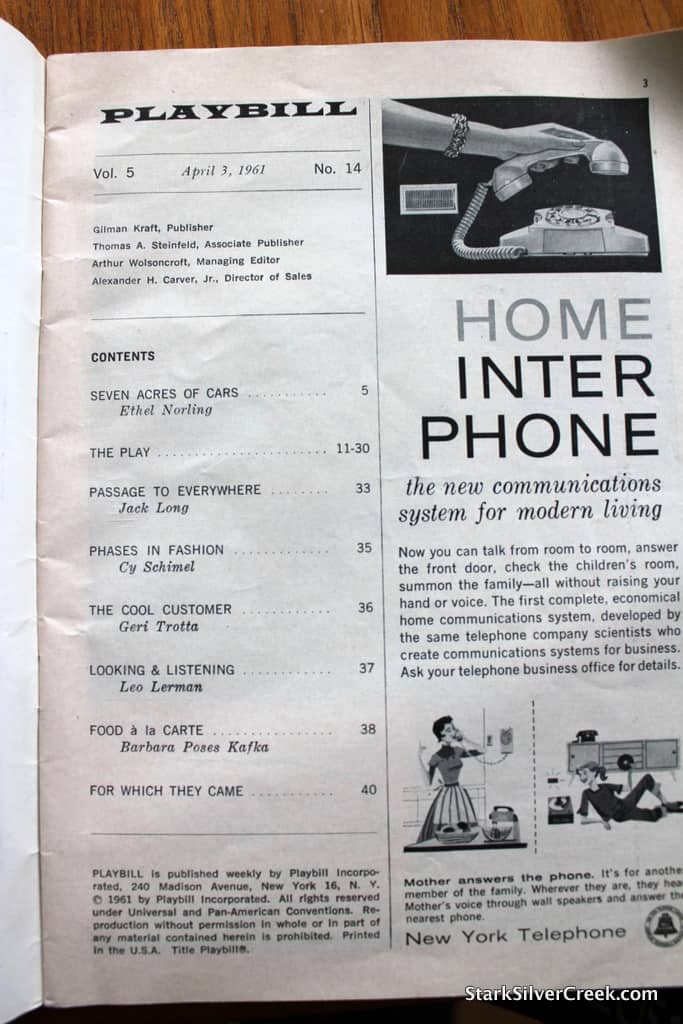 3
PLAYBILL
Vol. 5 April 3, 1961 No. 14
Gilman Kraft, Publisher
Thomas A. Steinfeld, Associate Publisher
Arthur Wolsoncroft, Managing Editor
Alexander H. Carver, Jr., Director of Sales
CONTENTS
SEVEN ACRES OF CARS ........... 5
Ethel Norling
THE PLAY ....................... 11-30
PASSAGE TO EVERYWHERE ........ 33
Jack Long
PHASES IN FASHION ............. 35
Cy Schimel
THE COOL CUSTOMER ............ 36
Geri Trotta
LOOKING & LISTENING ............ 37
Leo Lerman
FOOD à la CARTE ................ 38
Barbara Poses Kafka
FOR WHICH THEY CAME ........... 40
PLAYBILL is published weekly by Playbill Incorpo-
rated, 240 Madison Avenue, New York 16, N. Y.
© 1961 by Playbill Incorporated. All rights reserved
under Universal and Pan-American Conventions. Re-
production without permission in whole or in part of
any material contained herein is prohibited. Printed
in the U.S.A. Title Playbill®.
HOME
INTER
PHONE
the new communications
system for modern living
Now you can talk from room to room, answer
the front door, check the children's room,
summon the family—all without raising your
hand or voice. The first complete, economical
home communications system, developed by
the same telephone company scientists who
create communications systems for business.
Ask your telephone business office for details.
Mother answers the phone. It's for anothe
member of the family. Wherever they are, they hea
Mother's voice through wall speakers and answer the
nearest phone.
New York Telephone
StarkSilverCreek.com